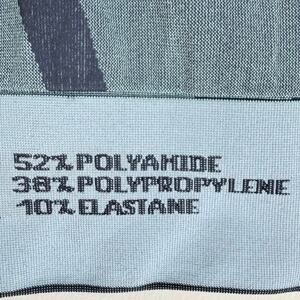 52% POLYAMIDE
38% POLYPROPYLENE
10% ELASTANE